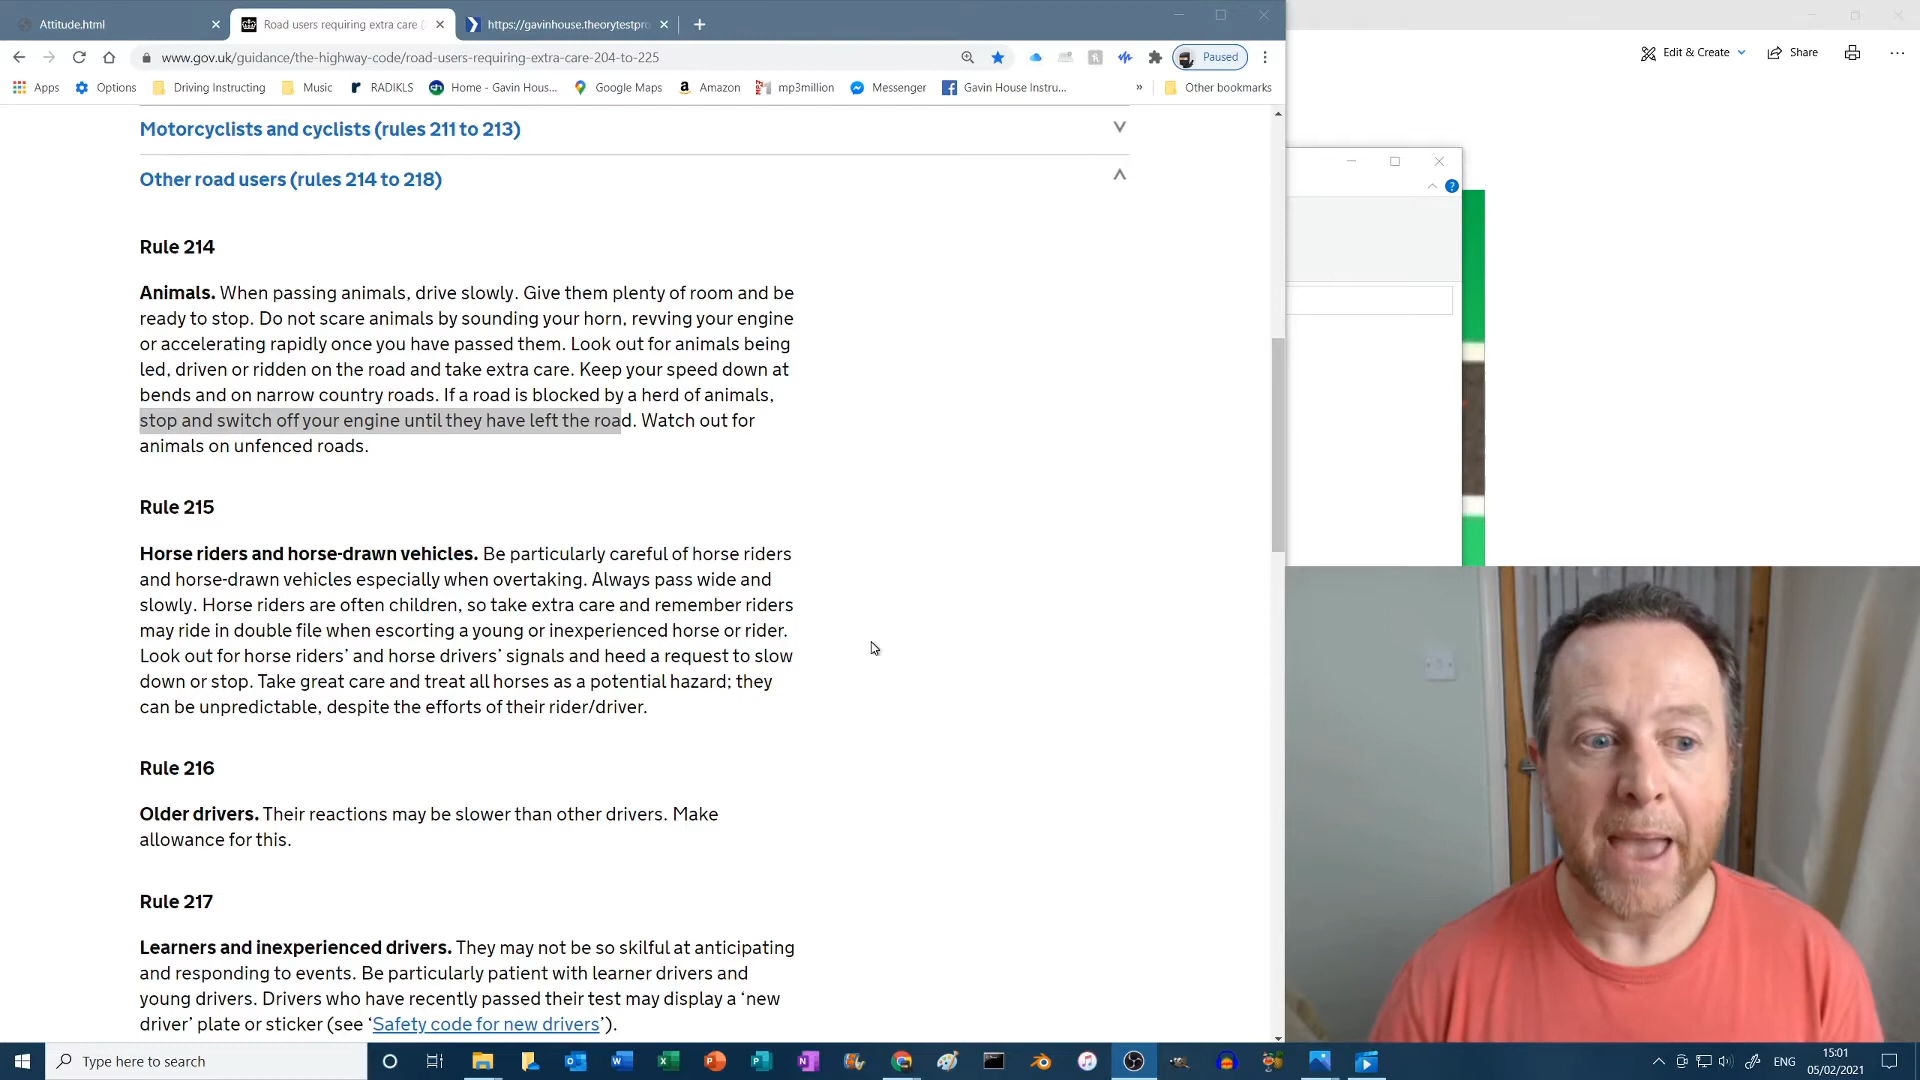 Attitude.html
Road users requiring extra care (
https://gavinhouse.theorytestpro
www.gov.uk/guidance/the-highway-code/road-users-requiring-extra-care-204-to-225
Paused
Edit & Create
Share
Apps
Options
Driving Instructing
Music
RADIKLS
Home - Gavin Hous...
Google Maps
Amazon
mp3million
Messenger
Gavin House Instru...
»
Other bookmarks
Motorcyclists and cyclists (rules 211 to 213)
Other road users (rules 214 to 218)
Rule 214
Animals. When passing animals, drive slowly. Give them plenty of room and be
ready to stop. Do not scare animals by sounding your horn, revving your engine
or accelerating rapidly once you have passed them. Look out for animals being
led, driven or ridden on the road and take extra care. Keep your speed down at
bends and on narrow country roads. If a road is blocked by a herd of animals,
stop and switch off your engine until they have left the road. Watch out for
animals on unfenced roads.
Rule 215
Horse riders and horse-drawn vehicles. Be particularly careful of horse riders
and horse-drawn vehicles especially when overtaking. Always pass wide and
slowly. Horse riders are often children, so take extra care and remember riders
may ride in double file when escorting a young or inexperienced horse or rider.
Look out for horse riders’ and horse drivers’ signals and heed a request to slow
down or stop. Take great care and treat all horses as a potential hazard; they
can be unpredictable, despite the efforts of their rider/driver.
Rule 216
Older drivers. Their reactions may be slower than other drivers. Make
allowance for this.
Rule 217
Learners and inexperienced drivers. They may not be so skilful at anticipating
and responding to events. Be particularly patient with learner drivers and
young drivers. Drivers who have recently passed their test may display a ‘new
driver’ plate or sticker (see ‘Safety code for new drivers’).
Type here to search
ENG
15:01
05/02/2021